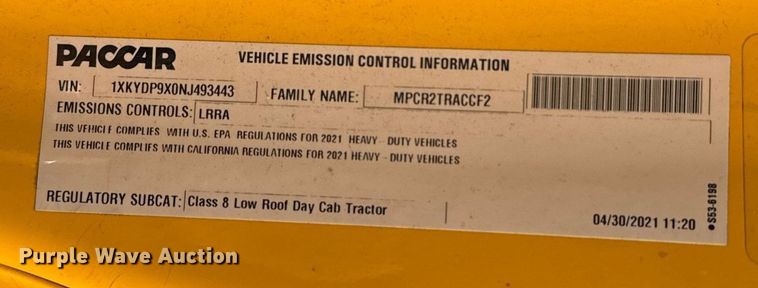 PACCAR VEHICLE EMISSION CONTROL INFORMATION
VIN: 1XKYDP9X0NJ493443 FAMILY NAME: MPCR2TRACCF2
EMISSIONS CONTROLS: LRRA
THIS VEHICLE COMPLIES WITH U.S. EPA REGULATIONS FOR 2021 HEAVY-DUTY VEHICLES
THIS VEHICLE COMPLIES WITH CALIFORNIA REGULATIONS FOR 2021 HEAVY-DUTY VEHICLES
REGULATORY SUBCAT: Class 8 Low Roof Day Cab Tractor
04/30/2021 11:20
●S53-6198
Purple Wave Auction